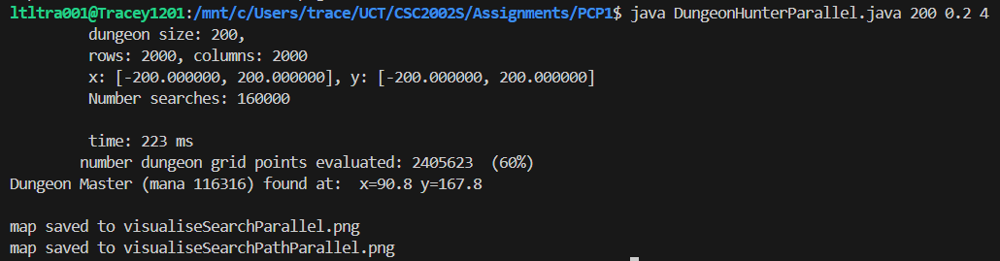 ltltra001@Tracey1201:/mnt/c/Users/trace/UCT/CSC2002S/Assignments/PCP1$ java DungeonHunterParallel.java 200 0.2 4
dungeon size: 200,
rows: 2000, columns: 2000
x: [-200.000000, 200.000000], y: [-200.000000, 200.000000]
Number searches: 160000
time: 223 ms
number dungeon grid points evaluated: 2405623  (60%)
Dungeon Master (mana 116316) found at:  x=90.8 y=167.8
map saved to visualiseSearchParallel.png
map saved to visualiseSearchPathParallel.png